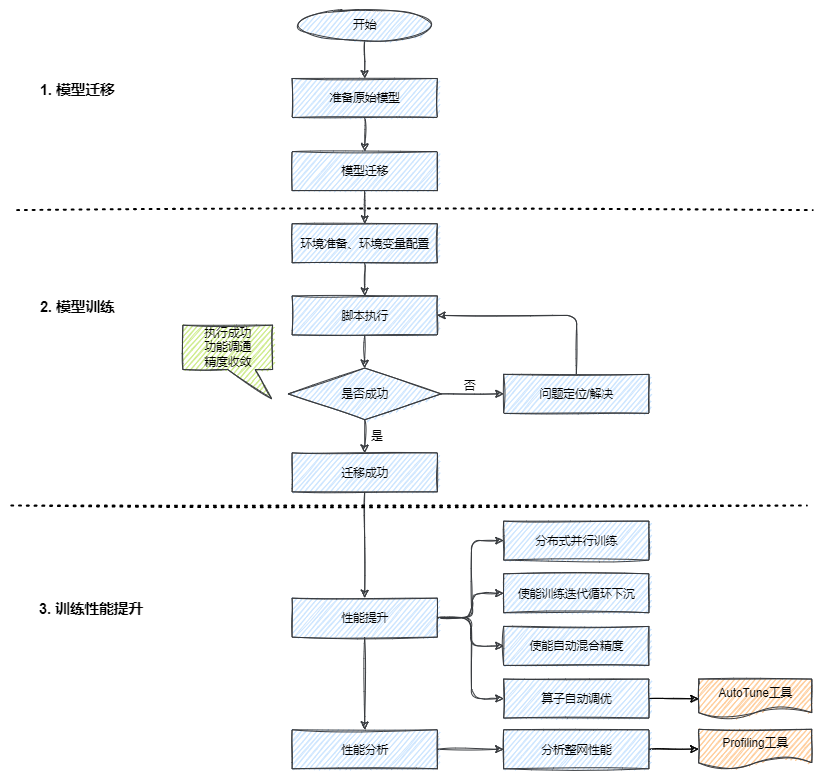 开始
1. 模型迁移
准备原始模型
模型迁移
环境准备、环境变量配置
2. 模型训练
脚本执行
执行成功
功能调通
精度收敛
是否成功
否
问题定位/解决
是
迁移成功
分布式并行训练
使能训练迭代循环下沉
3. 训练性能提升
性能提升
使能自动混合精度
算子自动调优
AutoTune工具
性能分析
分析整网性能
Profiling工具